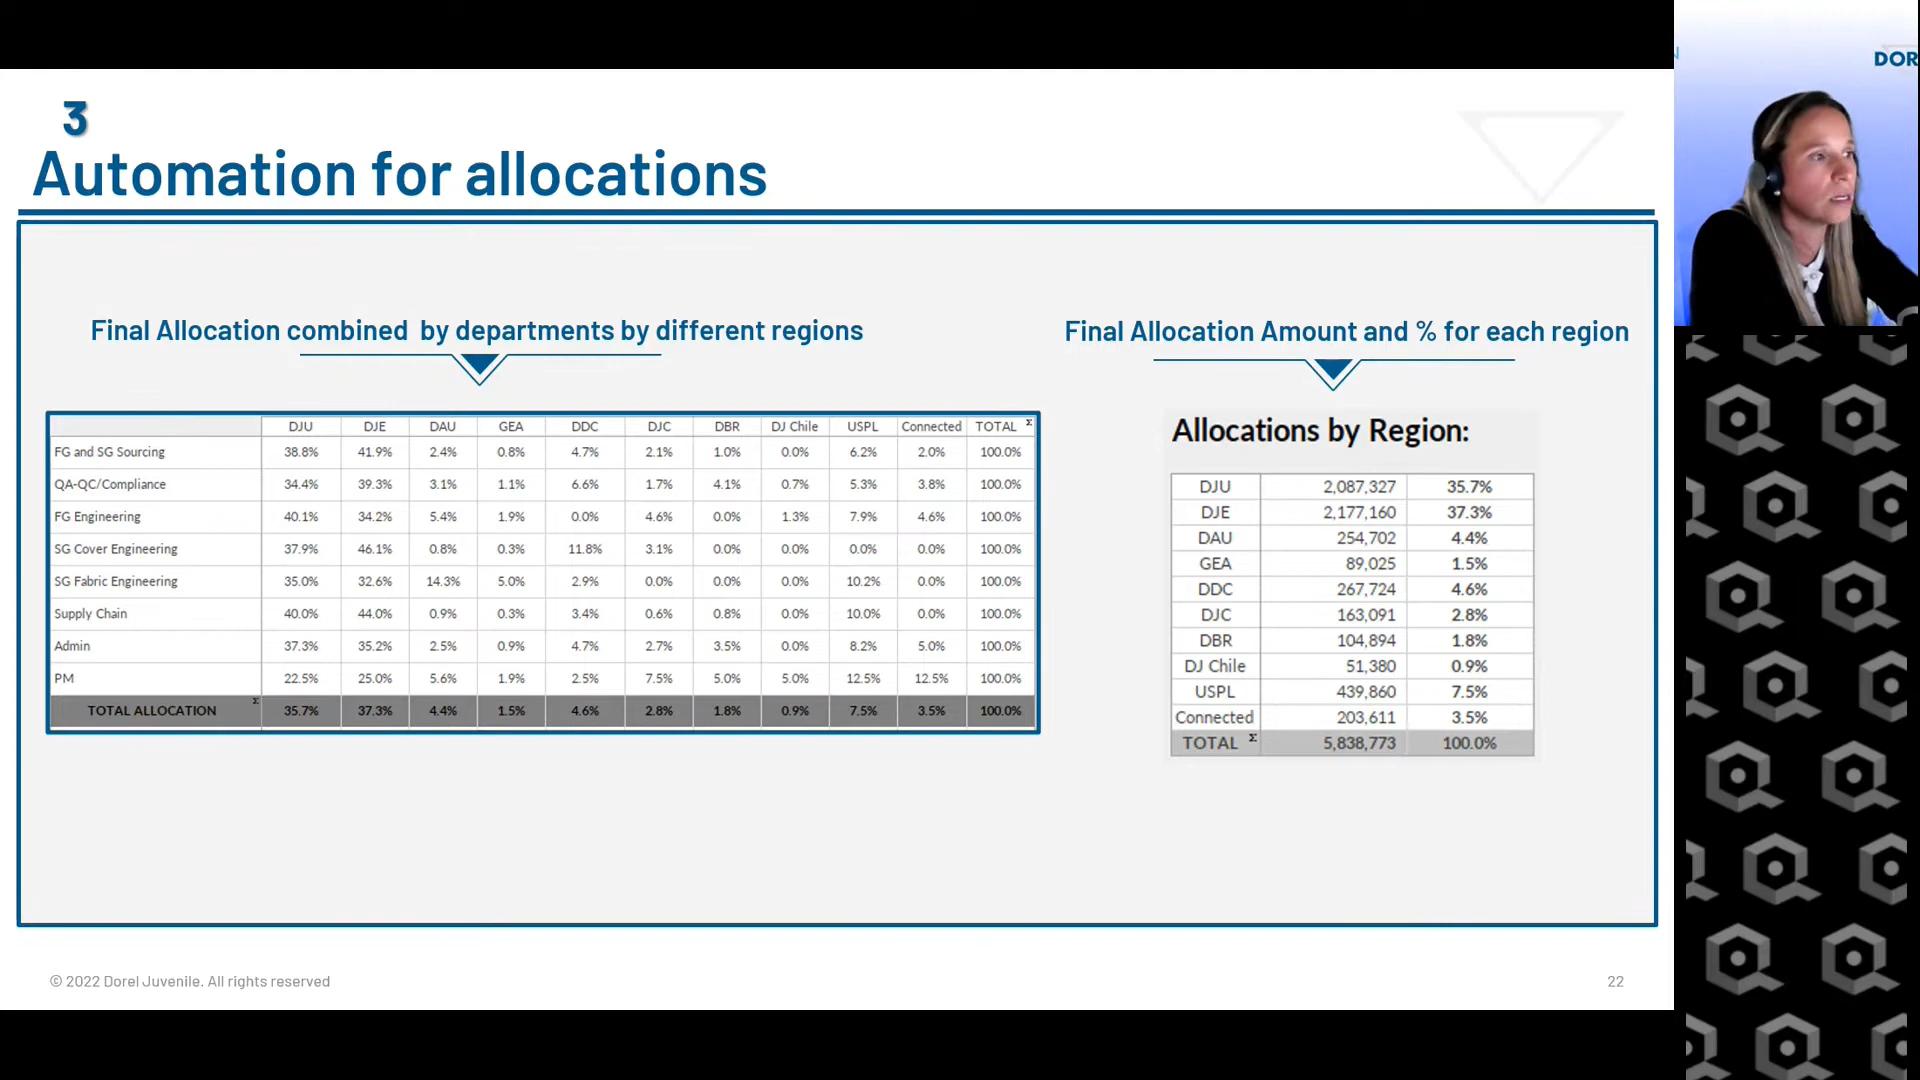 DOR
3
Automation for allocations
Final Allocation combined by departments by different regions
Final Allocation Amount and % for each region
DJU DJE DAU GEA DDC DJC DBR DJ Chile USPL Connected TOTAL Σ
FG and SG Sourcing 38.8% 41.9% 2.4% 0.8% 4.7% 2.1% 1.0% 0.0% 6.2% 2.0% 100.0%
QA-QC/Compliance 34.4% 39.3% 3.1% 1.1% 6.6% 1.7% 4.1% 0.7% 5.3% 3.8% 100.0%
FG Engineering 40.1% 34.2% 5.4% 1.9% 0.0% 4.6% 0.0% 1.3% 7.9% 4.6% 100.0%
SG Cover Engineering 37.9% 46.1% 0.8% 0.3% 11.8% 3.1% 0.0% 0.0% 0.0% 0.0% 100.0%
SG Fabric Engineering 35.0% 32.6% 14.3% 5.0% 2.9% 0.0% 0.0% 0.0% 10.2% 0.0% 100.0%
Supply Chain 40.0% 44.0% 0.9% 0.3% 3.4% 0.6% 0.8% 0.0% 10.0% 0.0% 100.0%
Admin 37.3% 35.2% 2.5% 0.9% 4.7% 2.7% 3.5% 0.0% 8.2% 5.0% 100.0%
PM 22.5% 25.0% 5.6% 1.9% 2.5% 7.5% 5.0% 5.0% 12.5% 12.5% 100.0%
TOTAL ALLOCATION Σ 35.7% 37.3% 4.4% 1.5% 4.6% 2.8% 1.8% 0.9% 7.5% 3.5% 100.0%
Allocations by Region:
DJU 2,087,327 35.7%
DJE 2,177,160 37.3%
DAU 254,702 4.4%
GEA 89,025 1.5%
DDC 267,724 4.6%
DJC 163,091 2.8%
DBR 104,894 1.8%
DJ Chile 51,380 0.9%
USPL 439,860 7.5%
Connected 203,611 3.5%
TOTAL Σ 5,838,773 100.0%
© 2022 Dorel Juvenile. All rights reserved
22